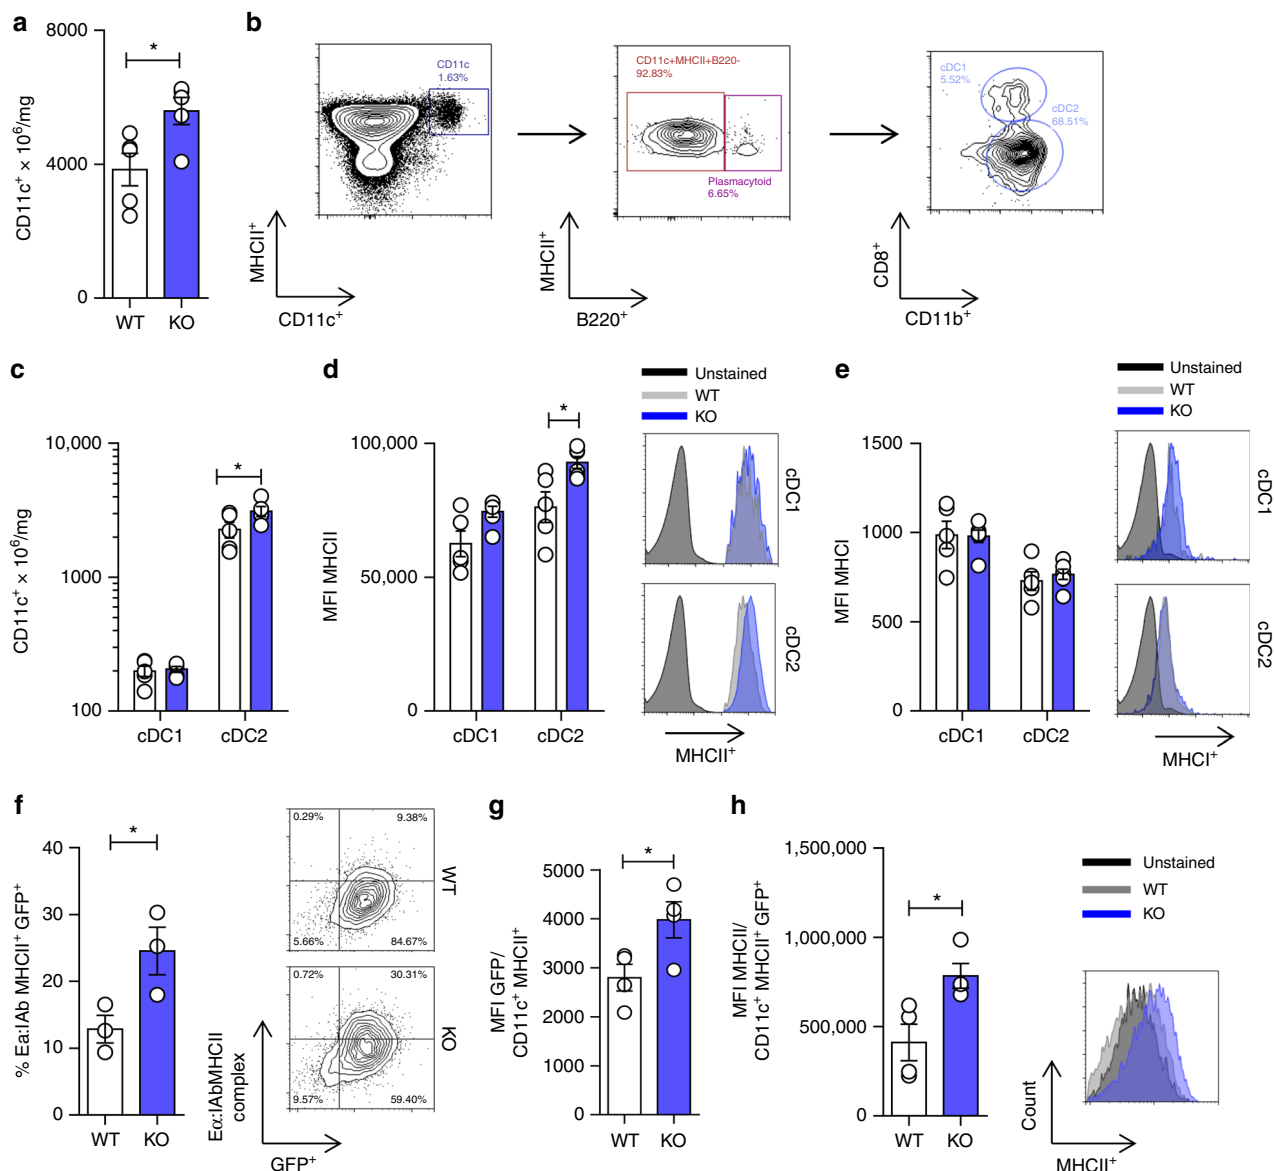 a
8000
4000
0
CD11c⁺ × 10⁶/mg
*
WT
KO
b
CD11c
1.63%
MHCII⁺
CD11c⁺
CD11c+MHCII+B220-
92.83%
Plasmacytoid
6.65%
MHCII⁺
B220⁺
cDC1
5.52%
cDC2
68.51%
CD8⁺
CD11b⁺
c
10,000
1000
100
CD11c⁺ × 10⁶/mg
*
cDC1
cDC2
d
100,000
50,000
0
MFI MHCII
*
cDC1
cDC2
Unstained
WT
KO
cDC1
cDC2
MHCII⁺
e
1500
1000
500
0
MFI MHCI
cDC1
cDC2
Unstained
WT
KO
cDC1
cDC2
MHCI⁺
f
40
30
20
10
0
% Ea:IAb MHCII⁺ GFP⁺
*
WT
KO
0.29%
9.38%
5.66%
84.67%
WT
0.72%
30.31%
9.57%
59.40%
KO
Eα:IAbMHCII
complex
GFP⁺
g
5000
4000
3000
2000
1000
0
MFI GFP/
CD11c⁺ MHCII⁺
*
WT
KO
h
1,500,000
1,000,000
500,000
0
MFI MHCII/
CD11c⁺ MHCII⁺ GFP⁺
*
WT
KO
Unstained
WT
KO
Count
MHCII⁺